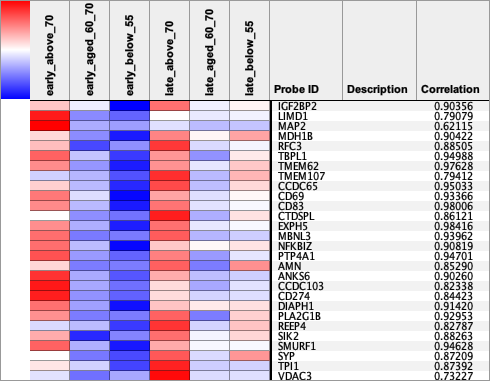 early_above_70
early_aged_60_70
early_below_55
late_above_70
late_aged_60_70
late_below_55
Probe ID Description Correlation
IGF2BP2 0.90356
LIMD1 0.79079
MAP2 0.62115
MDH1B 0.90422
RFC3 0.88505
TBPL1 0.94988
TMEM62 0.97628
TMEM107 0.79412
CCDC65 0.95033
CD69 0.93366
CD83 0.98006
CTDSPL 0.86121
EXPH5 0.98416
MBNL3 0.93962
NFKBIZ 0.90819
PTP4A1 0.94701
AMN 0.85290
ANKS6 0.90260
CCDC103 0.82338
CD274 0.84423
DIAPH1 0.91420
PLA2G1B 0.92953
REEP4 0.82787
SIK2 0.88263
SMURF1 0.94628
SYP 0.87209
TPI1 0.87392
VDAC3 0.73227